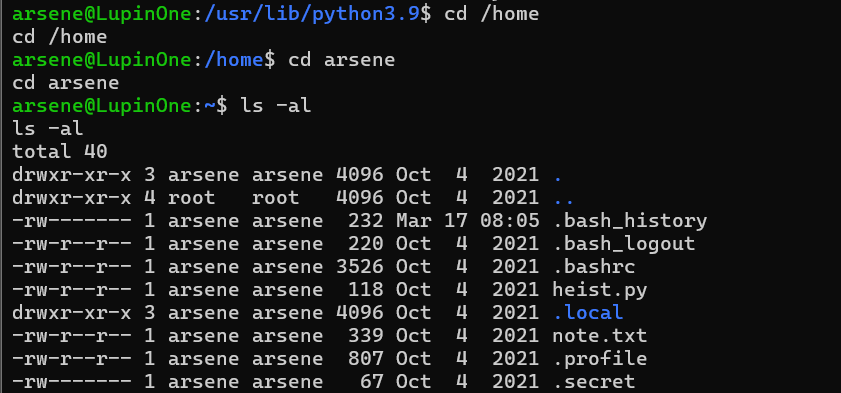 arsene@LupinOne:/usr/lib/python3.9$ cd /home
cd /home
arsene@LupinOne:/home$ cd arsene
cd arsene
arsene@LupinOne:~$ ls -al
ls -al
total 40
drwxr-xr-x 3 arsene arsene 4096 Oct  4  2021 .
drwxr-xr-x 4 root   root   4096 Oct  4  2021 ..
-rw------- 1 arsene arsene  232 Mar 17 08:05 .bash_history
-rw-r--r-- 1 arsene arsene  220 Oct  4  2021 .bash_logout
-rw-r--r-- 1 arsene arsene 3526 Oct  4  2021 .bashrc
-rw-r--r-- 1 arsene arsene  118 Oct  4  2021 heist.py
drwxr-xr-x 3 arsene arsene 4096 Oct  4  2021 .local
-rw-r--r-- 1 arsene arsene  339 Oct  4  2021 note.txt
-rw-r--r-- 1 arsene arsene  807 Oct  4  2021 .profile
-rw------- 1 arsene arsene   67 Oct  4  2021 .secret